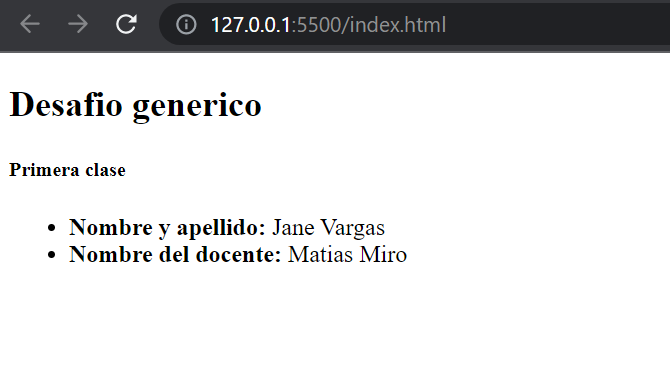 127.0.0.1:5500/index.html
Desafio generico
Primera clase
Nombre y apellido: Jane Vargas
Nombre del docente: Matias Miro